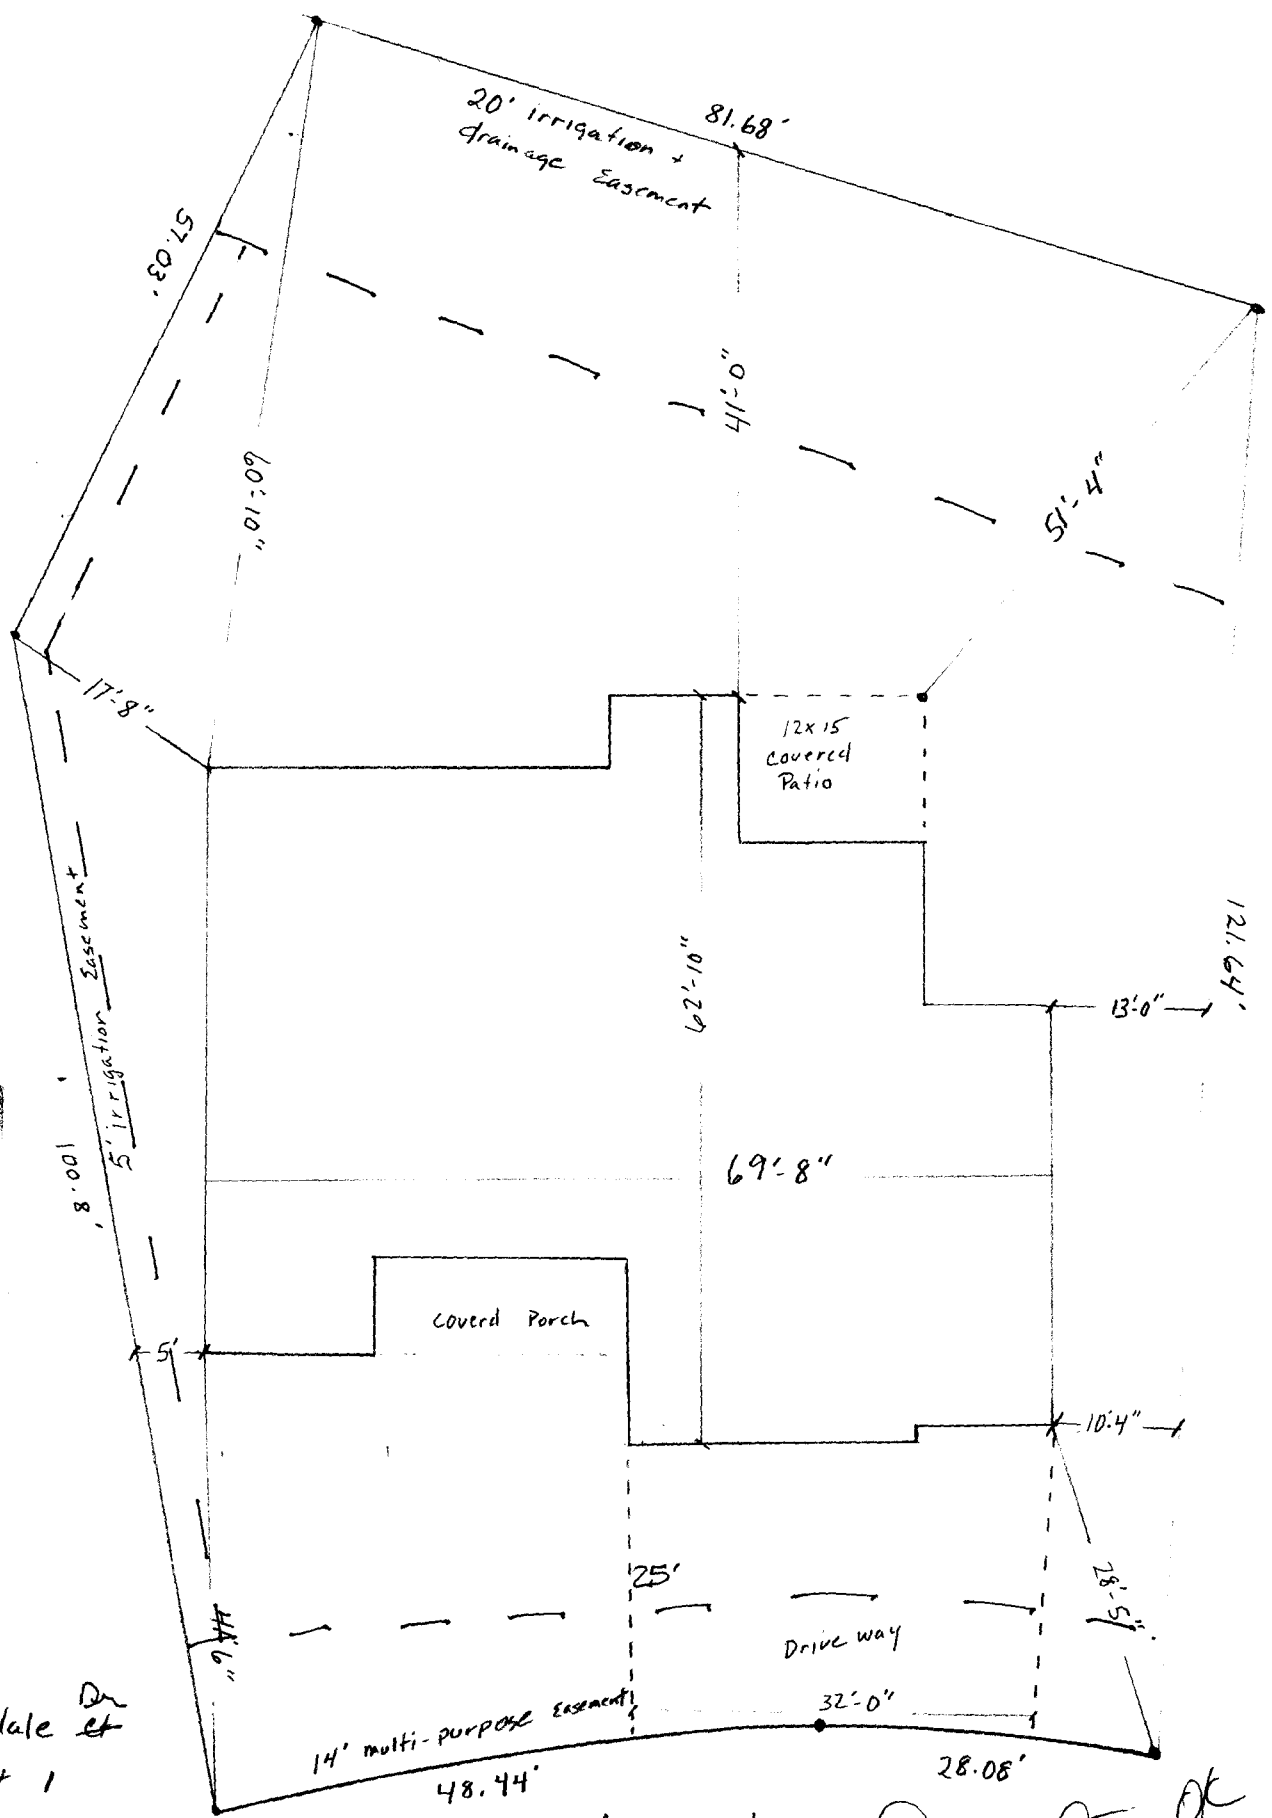 81.68'
20' irrigation +
drainage Easement
57.03'
41'-0"
60'-10"
51'-4"
17'-8"
12x15
Covered
Patio
62'-10"
121.64'
13'-0"
5' irrigation Easement
100.8'
69'-8"
Coverd Porch
5'
10'-4"
25'
28'-5"
Drive way
32'-0"
14' multi-purpose Easement
48.44'
28.08'